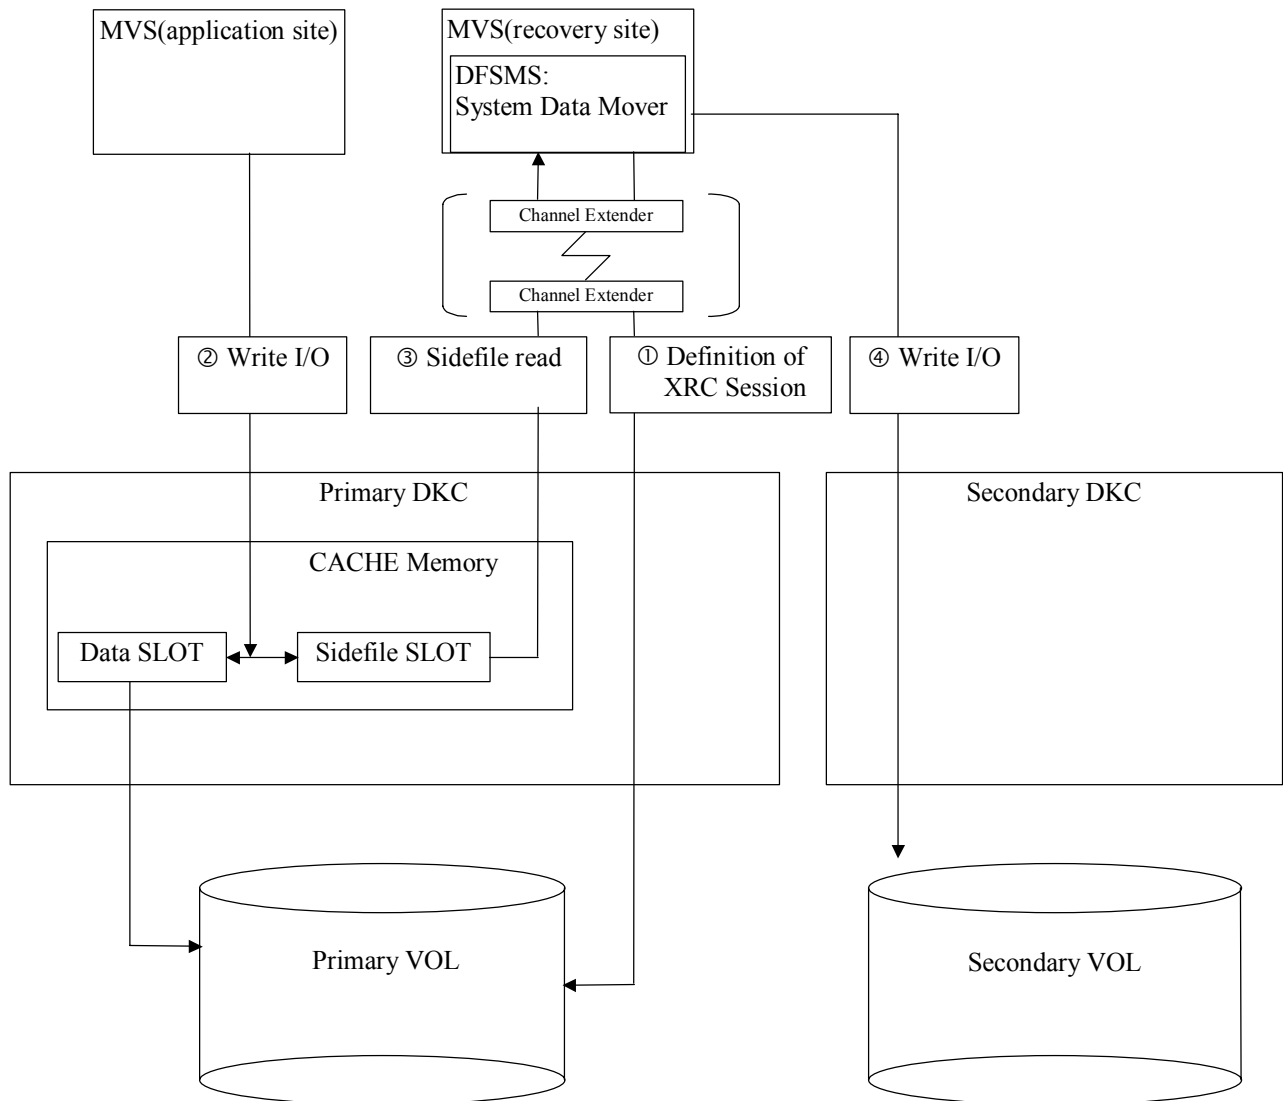 MVS(application site)
MVS(recovery site)
DFSMS:
System Data Mover
Channel Extender
Channel Extender
② Write I/O
③ Sidefile read
① Definition of
XRC Session
④ Write I/O
Primary DKC
Secondary DKC
CACHE Memory
Data SLOT
Sidefile SLOT
Primary VOL
Secondary VOL